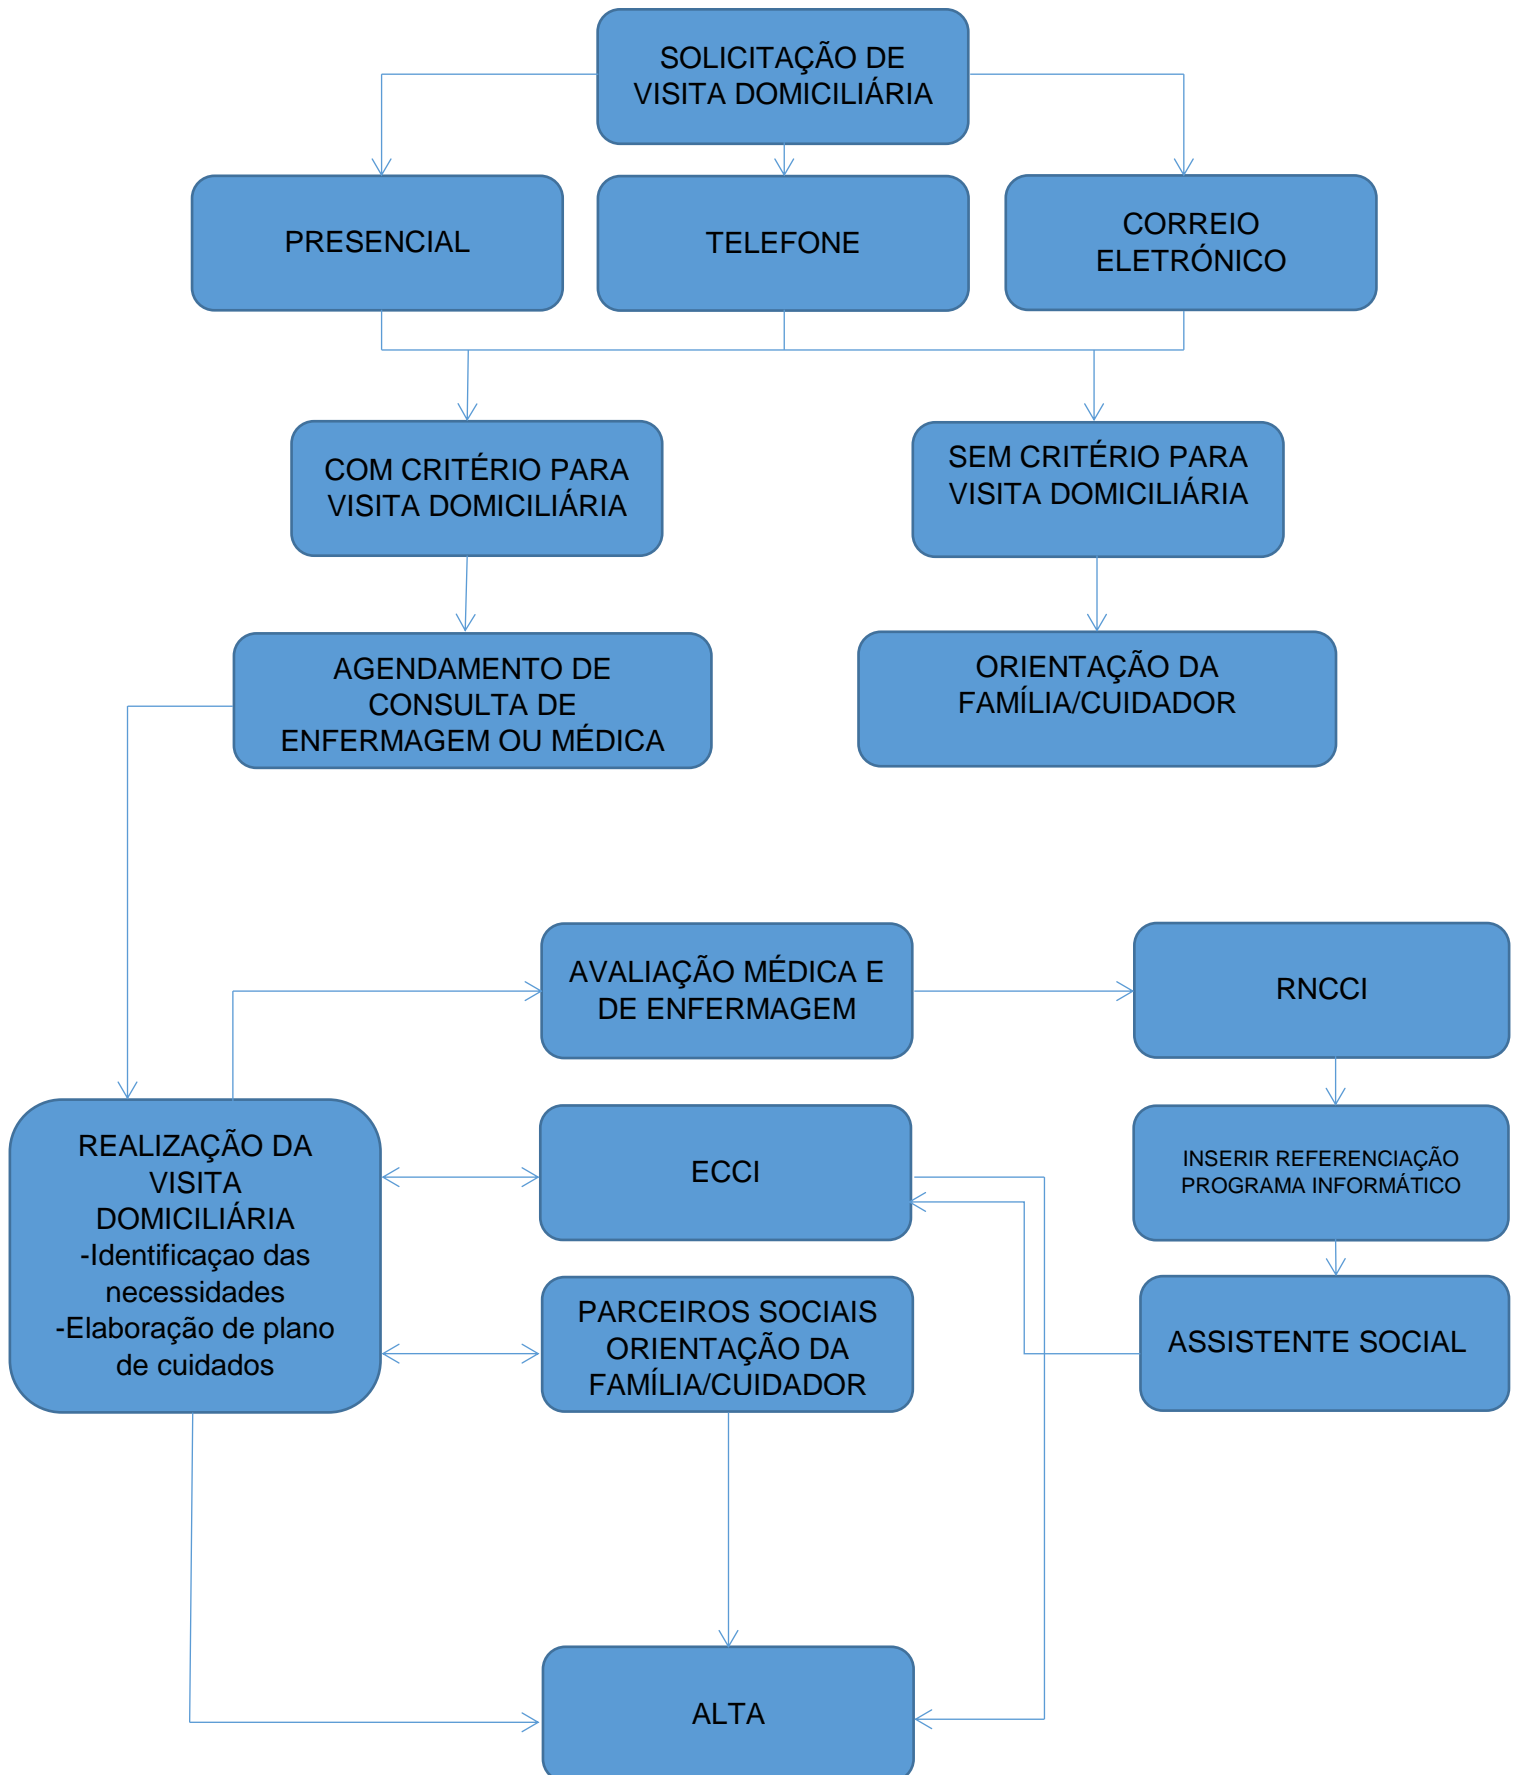 SOLICITAÇÃO DE
VISITA DOMICILIÁRIA
PRESENCIAL
TELEFONE
CORREIO
ELETRÓNICO
COM CRITÉRIO PARA
VISITA DOMICILIÁRIA
SEM CRITÉRIO PARA
VISITA DOMICILIÁRIA
AGENDAMENTO DE
CONSULTA DE
ENFERMAGEM OU MÉDICA
ORIENTAÇÃO DA
FAMÍLIA/CUIDADOR
AVALIAÇÃO MÉDICA E
DE ENFERMAGEM
RNCCI
REALIZAÇÃO DA
VISITA
DOMICILIÁRIA
-Identificaçao das
necessidades
-Elaboração de plano
de cuidados
ECCI
INSERIR REFERENCIAÇÃO
PROGRAMA INFORMÁTICO
PARCEIROS SOCIAIS
ORIENTAÇÃO DA
FAMÍLIA/CUIDADOR
ASSISTENTE SOCIAL
ALTA